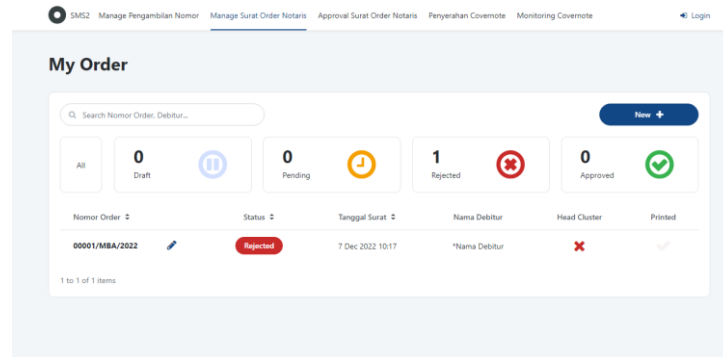 SMS2 Manage Pengambilan Nomor Manage Surat Order Notaris Approval Surat Order Notaris Penyerahan Covernote Monitoring Covernote Login
My Order
Search Nomor Order, Debitur...
New
All
0
Draft
0
Pending
1
Rejected
0
Approved
Nomor Order Status Tanggal Surat Nama Debitur Head Cluster Printed
00001/MBA/2022 Rejected 7 Dec 2022 10:17 *Nama Debitur
1 to 1 of 1 items